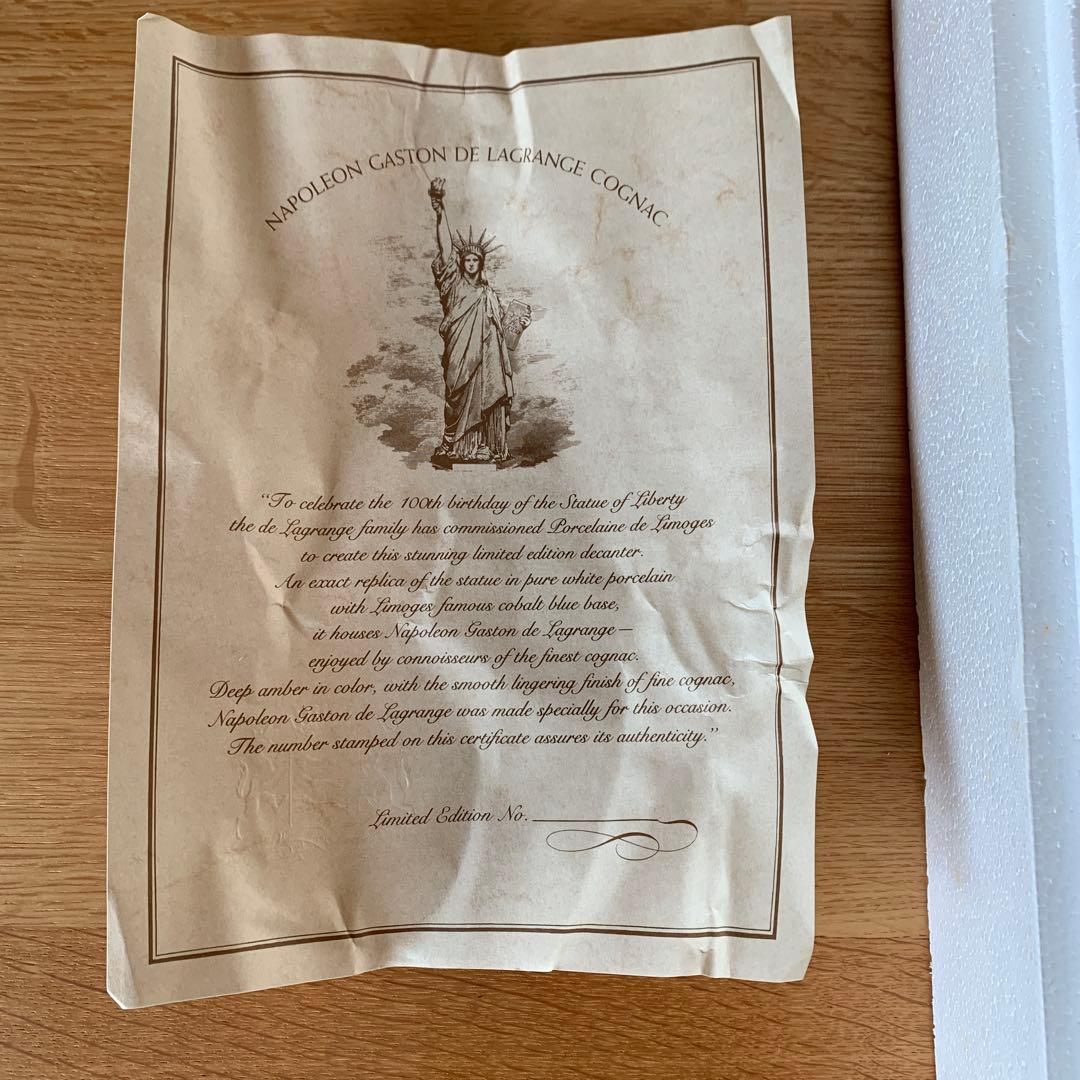 NAPOLEON GASTON DE LAGRANGE COGNAC
“To celebrate the 100th birthday of the Statue of Liberty
the de Lagrange family has commissioned Porcelaine de Limoges
to create this stunning limited edition decanter.
An exact replica of the statue in pure white porcelain
with Limoges famous cobalt blue base,
it houses Napoleon Gaston de Lagrange —
enjoyed by connoisseurs of the finest cognac.
Deep amber in color, with the smooth lingering finish of fine cognac,
Napoleon Gaston de Lagrange was made specially for this occasion.
The number stamped on this certificate assures its authenticity.”
Limited Edition No.